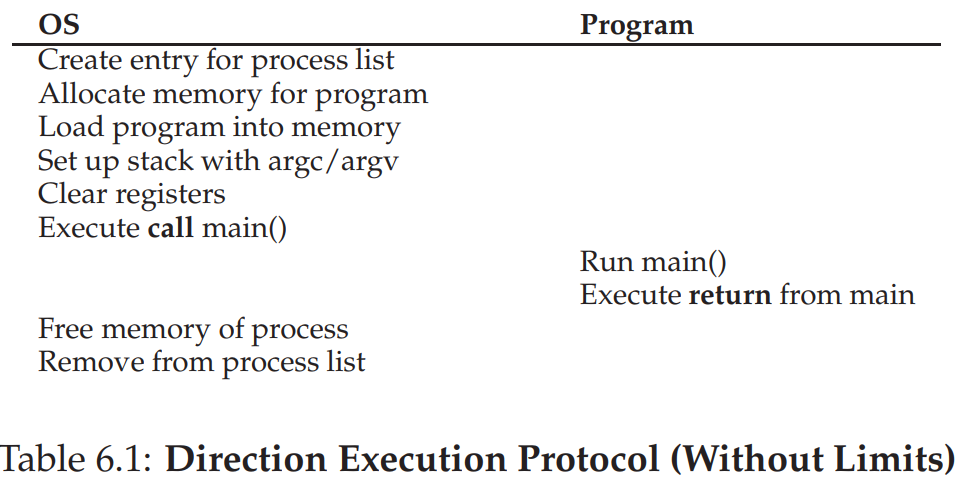 OS Program
Create entry for process list
Allocate memory for program
Load program into memory
Set up stack with argc/argv
Clear registers
Execute call main()
Run main()
Execute return from main
Free memory of process
Remove from process list
Table 6.1: Direction Execution Protocol (Without Limits)